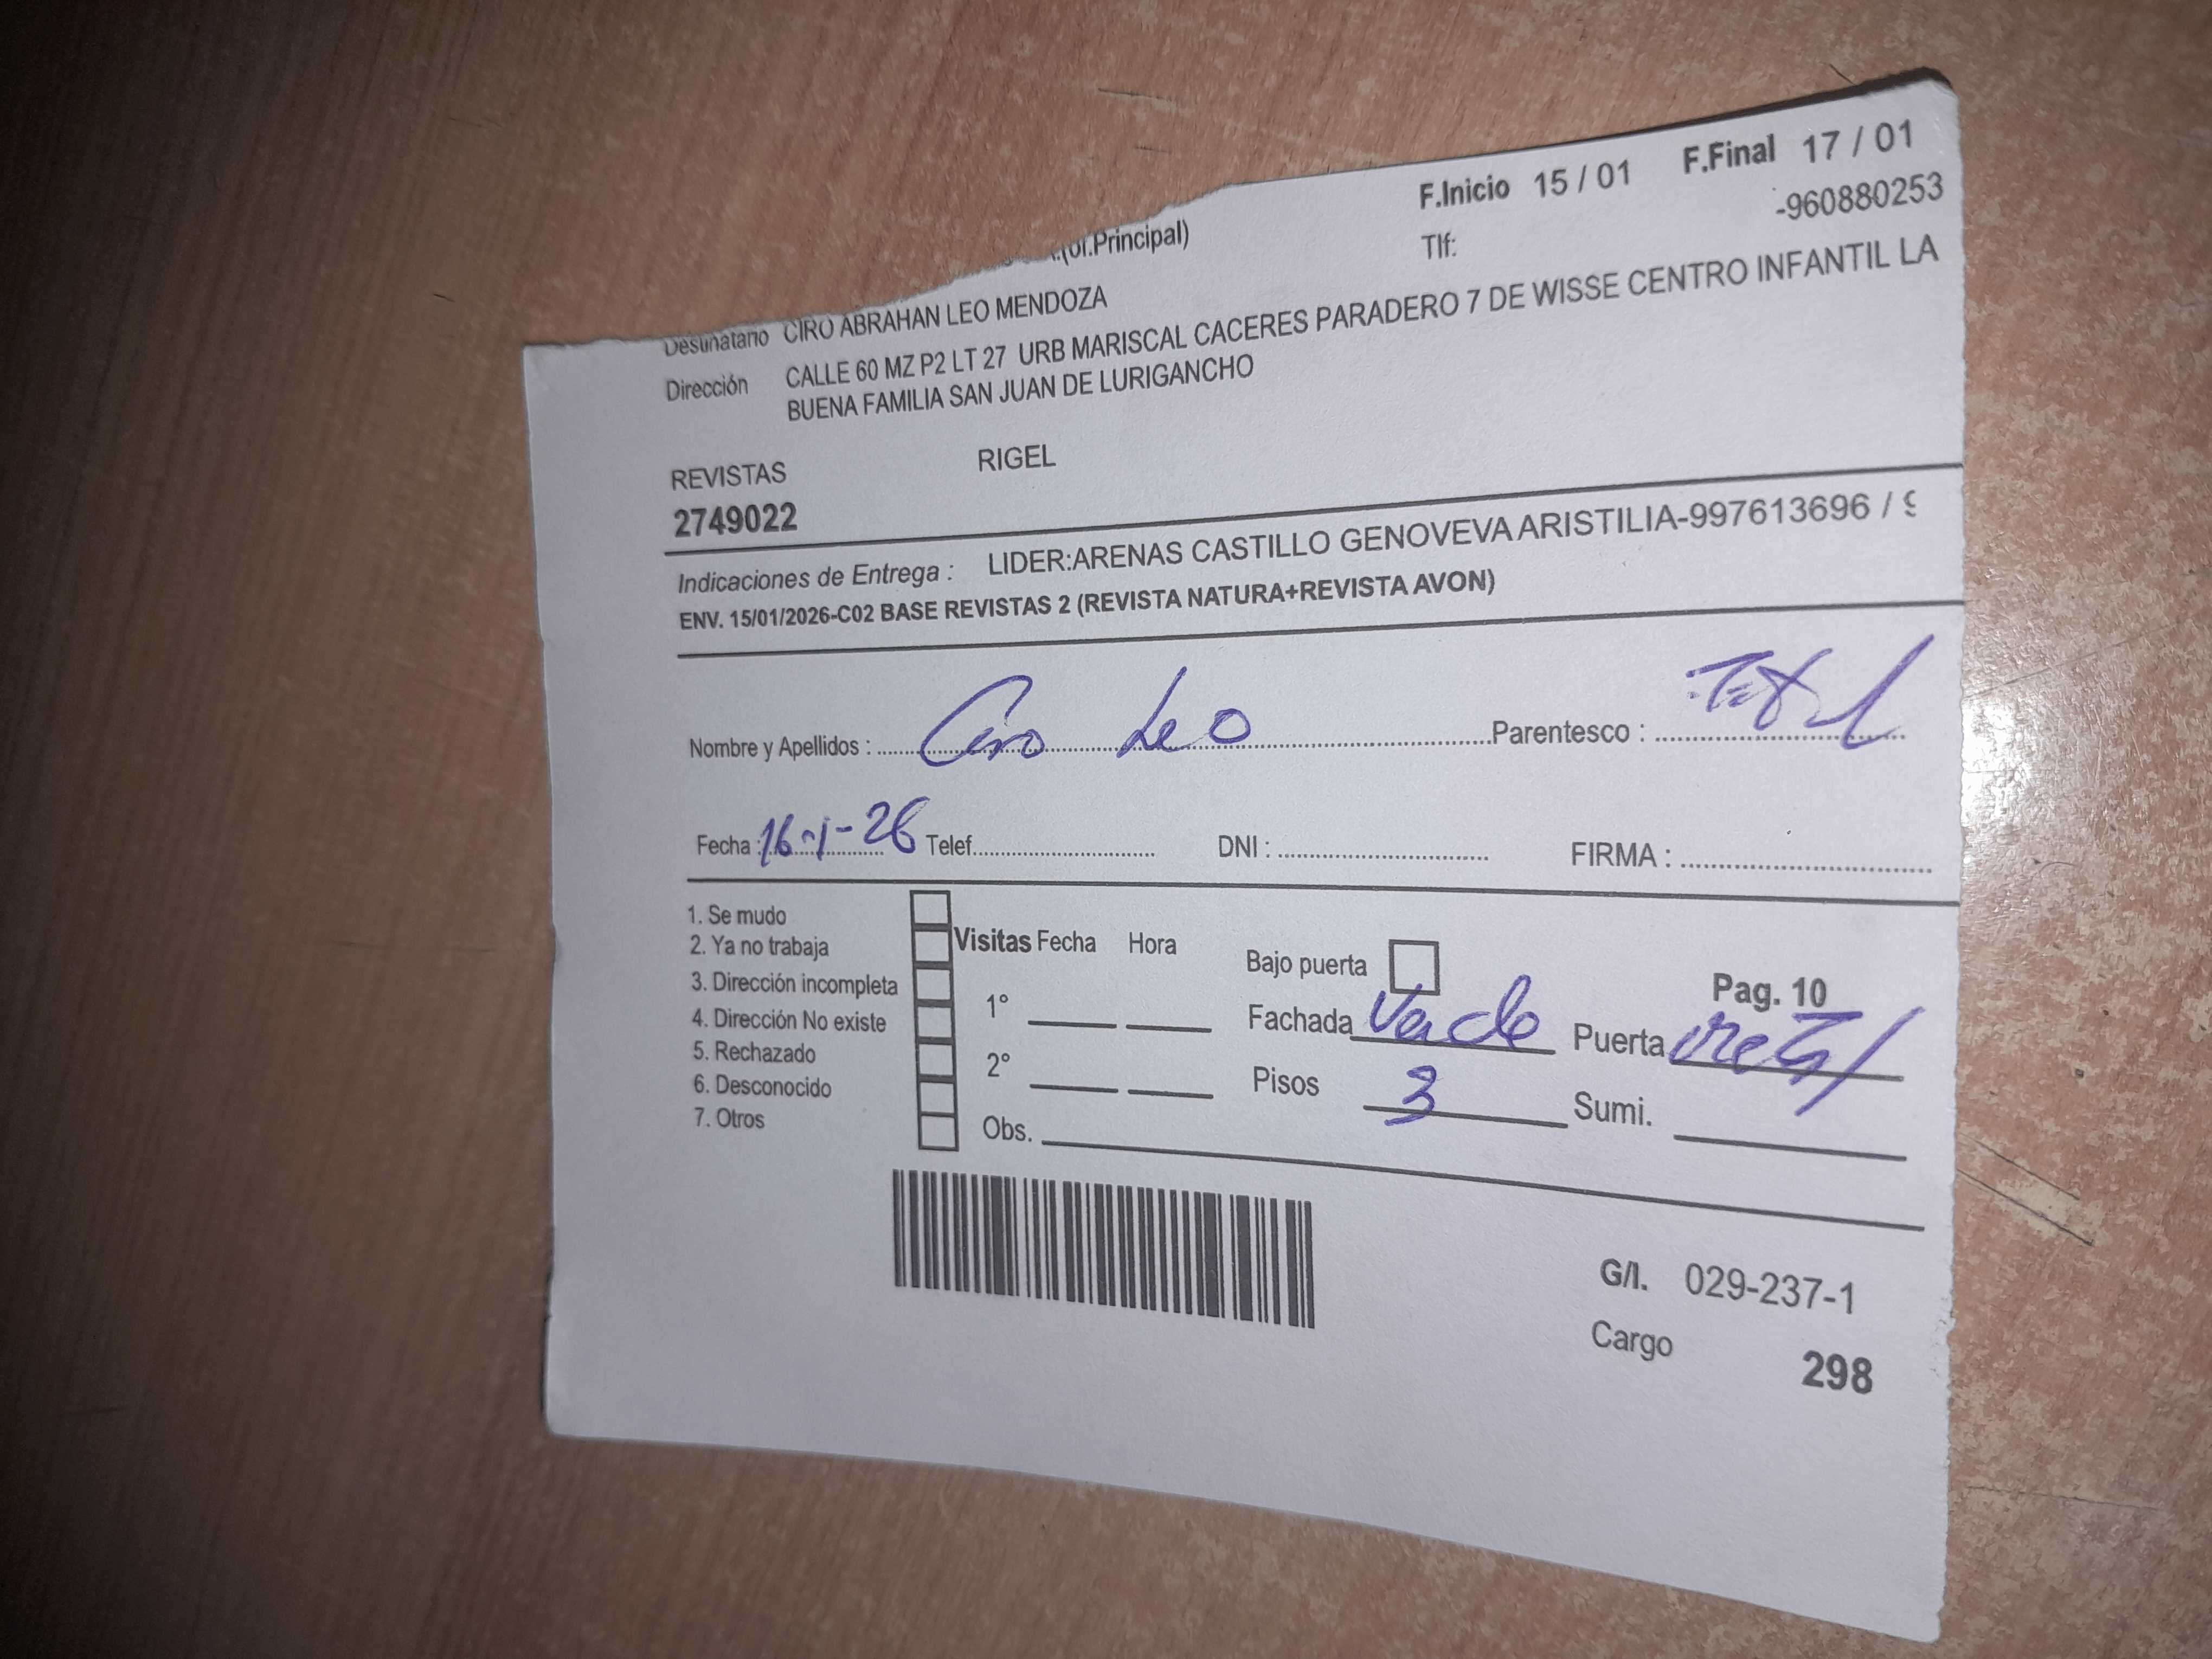 F.Inicio 15 / 01 F.Final 17 / 01
.(of.Principal) Tlf: -960880253
Destinatario CIRO ABRAHAN LEO MENDOZA
Dirección CALLE 60 MZ P2 LT 27 URB MARISCAL CACERES PARADERO 7 DE WISSE CENTRO INFANTIL LA
BUENA FAMILIA SAN JUAN DE LURIGANCHO
REVISTAS RIGEL
2749022
Indicaciones de Entrega : LIDER:ARENAS CASTILLO GENOVEVA ARISTILIA-997613696 / 9
ENV. 15/01/2026-C02 BASE REVISTAS 2 (REVISTA NATURA+REVISTA AVON)
Nombre y Apellidos : Ciro Leo Parentesco :
Fecha : 16-1-26 Telef. DNI : FIRMA :
1. Se mudo
2. Ya no trabaja
3. Dirección incompleta
4. Dirección No existe
5. Rechazado
6. Desconocido
7. Otros
Visitas Fecha Hora
1°
2°
Obs.
Bajo puerta Pag. 10
Fachada Verde Puerta metal
Pisos 3 Sumi.
G/I. 029-237-1
Cargo 298